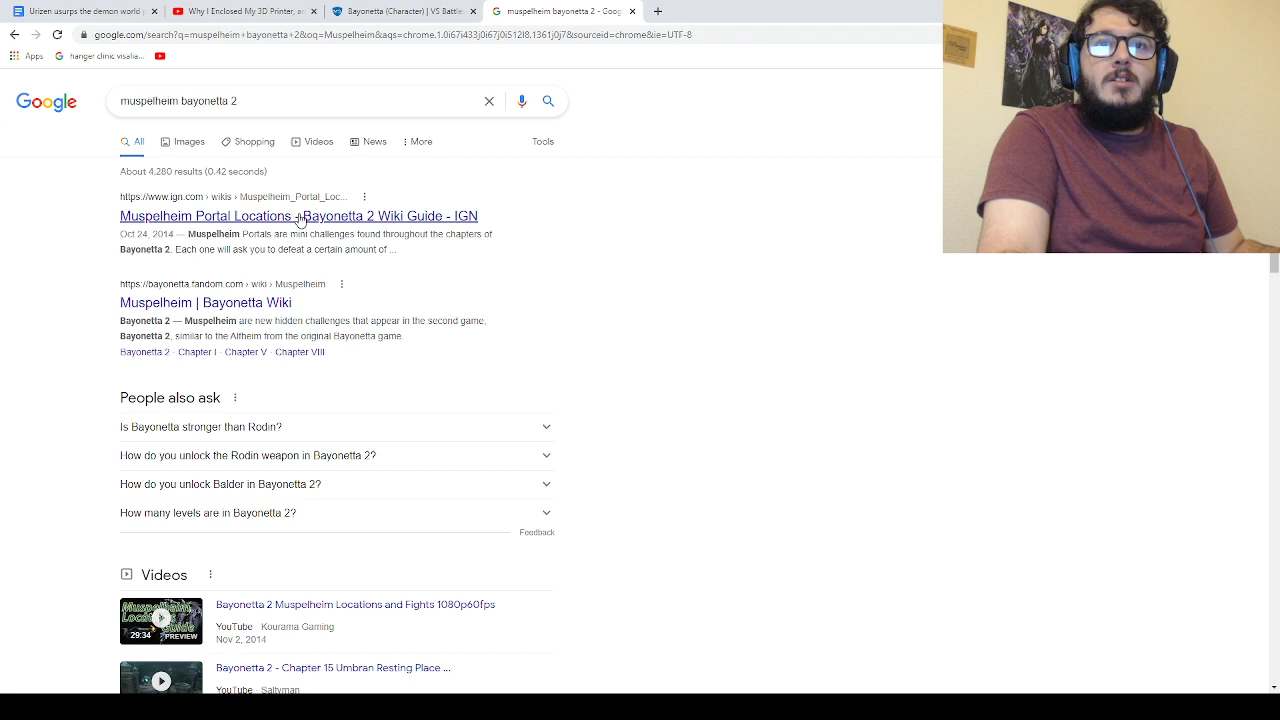 Urizen usurps the demon world p
Why I Enclosed My 3D Printer, an
Bayonetta (Character) | VS Battle
muspelheim bayonetta 2 - Goog
google.com/search?q=muspelheim+bayonetta+2&oq=Muspelheim&aqs=chrome.1.0i67i433j0i67j0i512l8.1361j0j7&sourceid=chrome&ie=UTF-8
Apps
hanger clinic visalia...
Google
muspelheim bayonetta 2
All
Images
Shopping
Videos
News
More
Tools
About 4,280 results (0.42 seconds)
https://www.ign.com › wikis › Muspelheim_Portal_Loc...
Muspelheim Portal Locations - Bayonetta 2 Wiki Guide - IGN
Oct 24, 2014 — Muspelheim Portals are mini challenges found throughout the chapters of
Bayonetta 2. Each one will ask you to defeat a certain amount of ...
https://bayonetta.fandom.com › wiki › Muspelheim
Muspelheim | Bayonetta Wiki
Bayonetta 2 — Muspelheim are new hidden challenges that appear in the second game,
Bayonetta 2, similar to the Alfheim from the original Bayonetta game.
Bayonetta 2 · Chapter I · Chapter V · Chapter VIII
People also ask
Is Bayonetta stronger than Rodin?
How do you unlock the Rodin weapon in Bayonetta 2?
How do you unlock Balder in Bayonetta 2?
How many levels are in Bayonetta 2?
Feedback
Videos
Muspelheim
Locations
29:34
PREVIEW
Bayonetta 2 Muspelheim Locations and Fights 1080p60fps
YouTube · Kourama Gaming
Nov 2, 2014
Bayonetta 2 - Chapter 15 Umbran Resting Place ...
YouTube · Saltyman